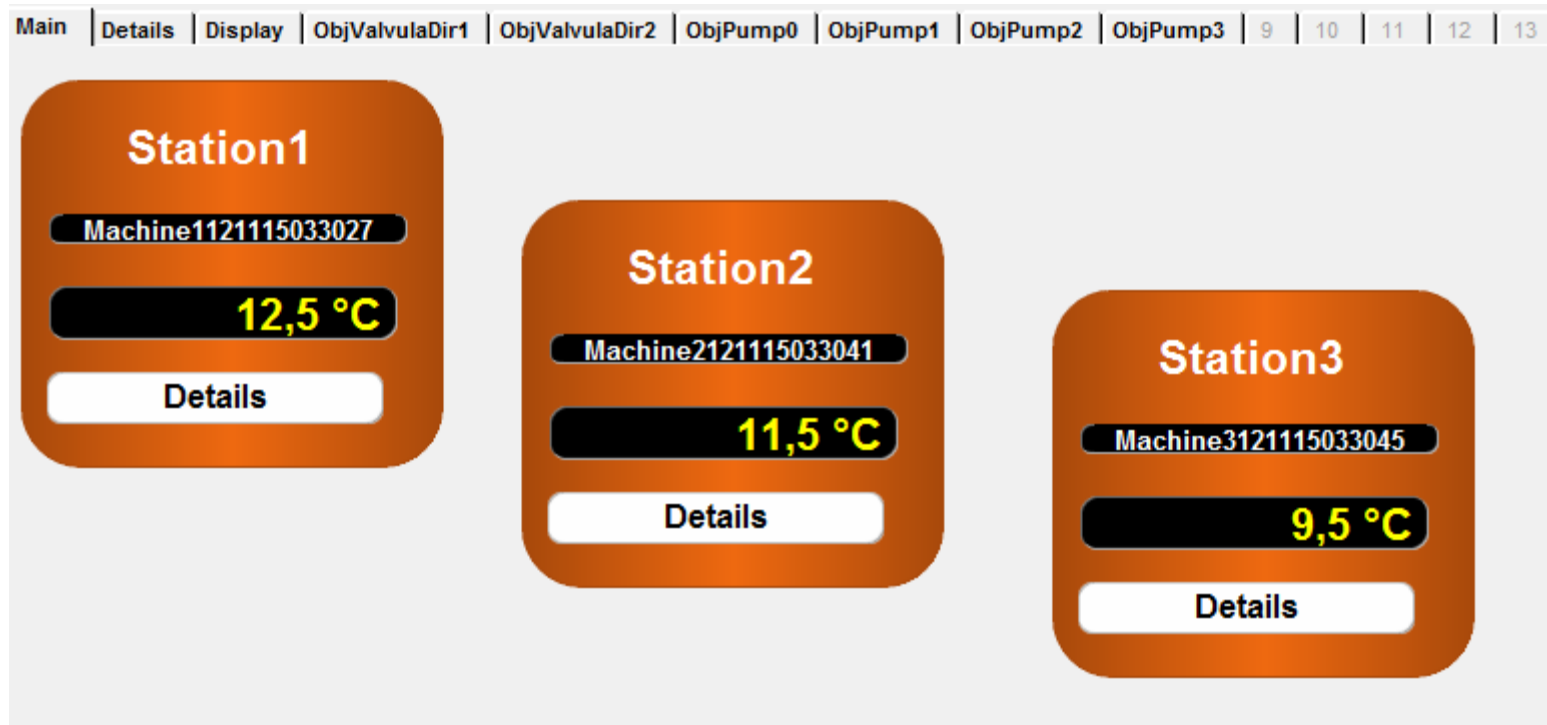 Main Details Display ObjValvulaDir1 ObjValvulaDir2 ObjPump0 ObjPump1 ObjPump2 ObjPump3 9 10 11 12 13
Station1
Machine1121115033027
12,5 °C
Details
Station2
Machine2121115033041
11,5 °C
Details
Station3
Machine3121115033045
9,5 °C
Details